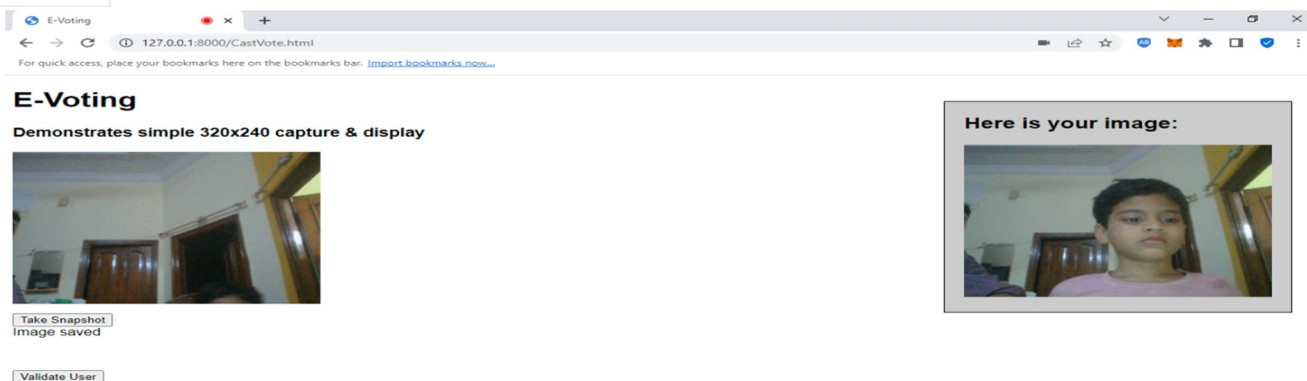 E-Voting
127.0.0.1:8000/CastVote.html
For quick access, place your bookmarks here on the bookmarks bar. Import bookmarks now...
E-Voting
Demonstrates simple 320x240 capture & display
Here is your image:
Take Snapshot
Image saved
Validate User